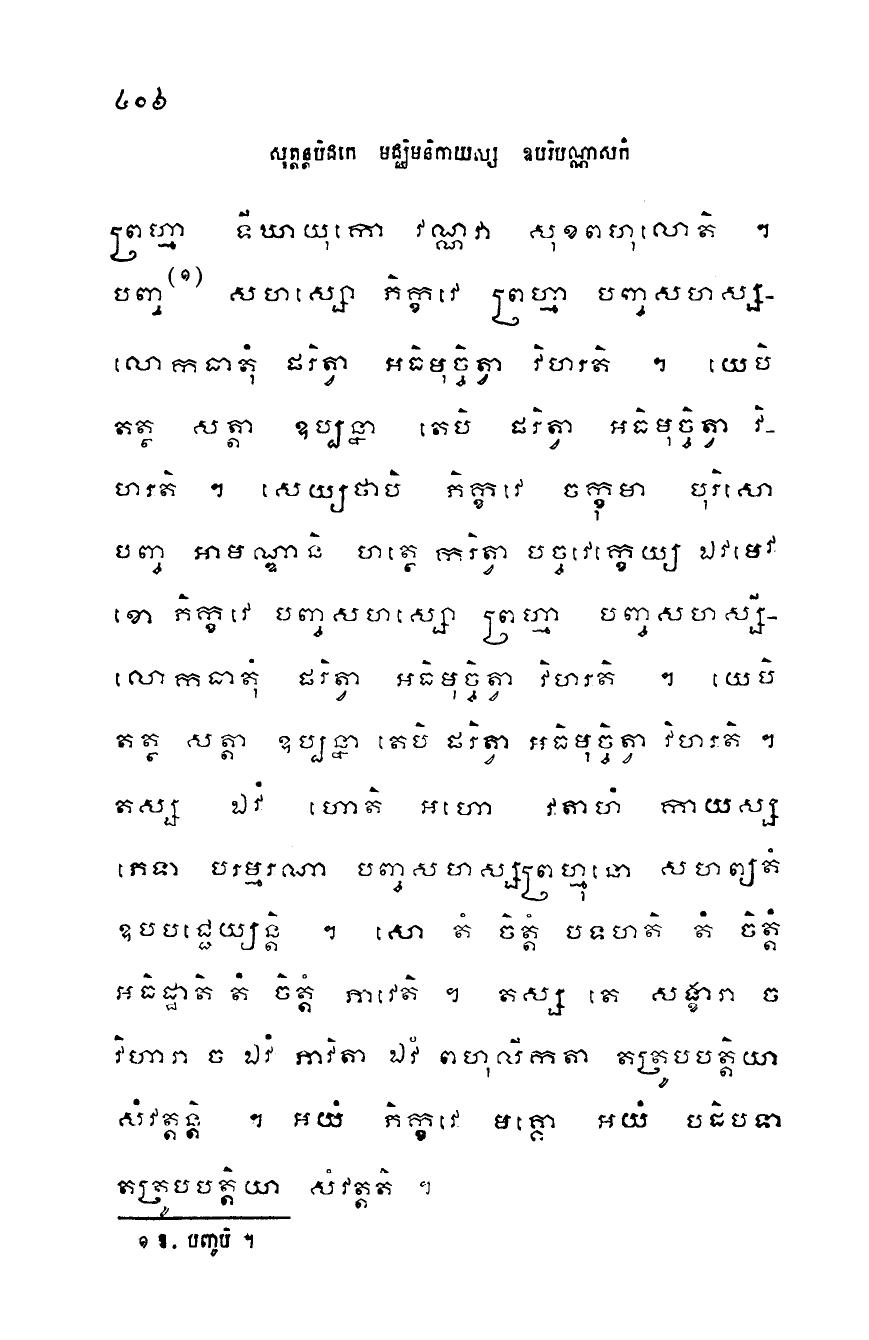 ៤០៦
សុត្តន្តបិដកេ មជ្ឈិមនិកាយស្ស ឧបរិបណ្ណាសកំ
ព្រហ្មា ទីឃាយុកោ វណ្ណវា សុខពហុលោតិ ។
បញ្ច (១) សហស្សោ ភិក្ខវេ ព្រហ្មា បញ្ចសហស្ស-
លោកធាតុំ ផរិត្វា អធិមុច្ចិត្វា វិហរតិ ។ យេបិ
តត្ថ សត្តា ឧប្បន្នា តេបិ ផរិត្វា អធិមុច្ចិត្វា វិ-
ហរតិ ។ សេយ្យថាបិ ភិក្ខវេ ចក្ខុមា បុរិសោ
បញ្ច អាមណ្ឌានិ ហត្ថេ ករិត្វា បច្ចវេក្ខេយ្យ ឯវមេវ
ខោ ភិក្ខវេ បញ្ចសហស្សោ ព្រហ្មា បញ្ចសហស្សី-
លោកធាតុំ ផរិត្វា អធិមុច្ចិត្វា វិហរតិ ។ យេបិ
តត្ថ សត្តា ឧប្បន្នា តេបិ ផរិត្វា អធិមុច្ចិត្វា វិហរតិ ។
តស្ស ឯវំ ហោតិ អហោ វតាហំ កាយស្ស
ភេទា បរម្មរណា បញ្ចសហស្សព្រហ្មុនោ សហព្យតំ
ឧបបជ្ជេយ្យន្តិ ។ សោ តំ ចិត្តំ បទហតិ តំ ចិត្តំ
អធិដ្ឋាតិ តំ ចិត្តំ ភាវេតិ ។ តស្ស តេ សង្ខារា ច
វិហារា ច ឯវំ ភាវិតា ឯវំ ពហុលីកតា តត្រូបបត្តិយា
សំវត្តន្តិ ។ អយំ ភិក្ខវេ មគ្គោ អយំ បដិបទា
តត្រូបបត្តិយា សំវត្តតិ ។
១ ឱ. បញ្ចបិ ។